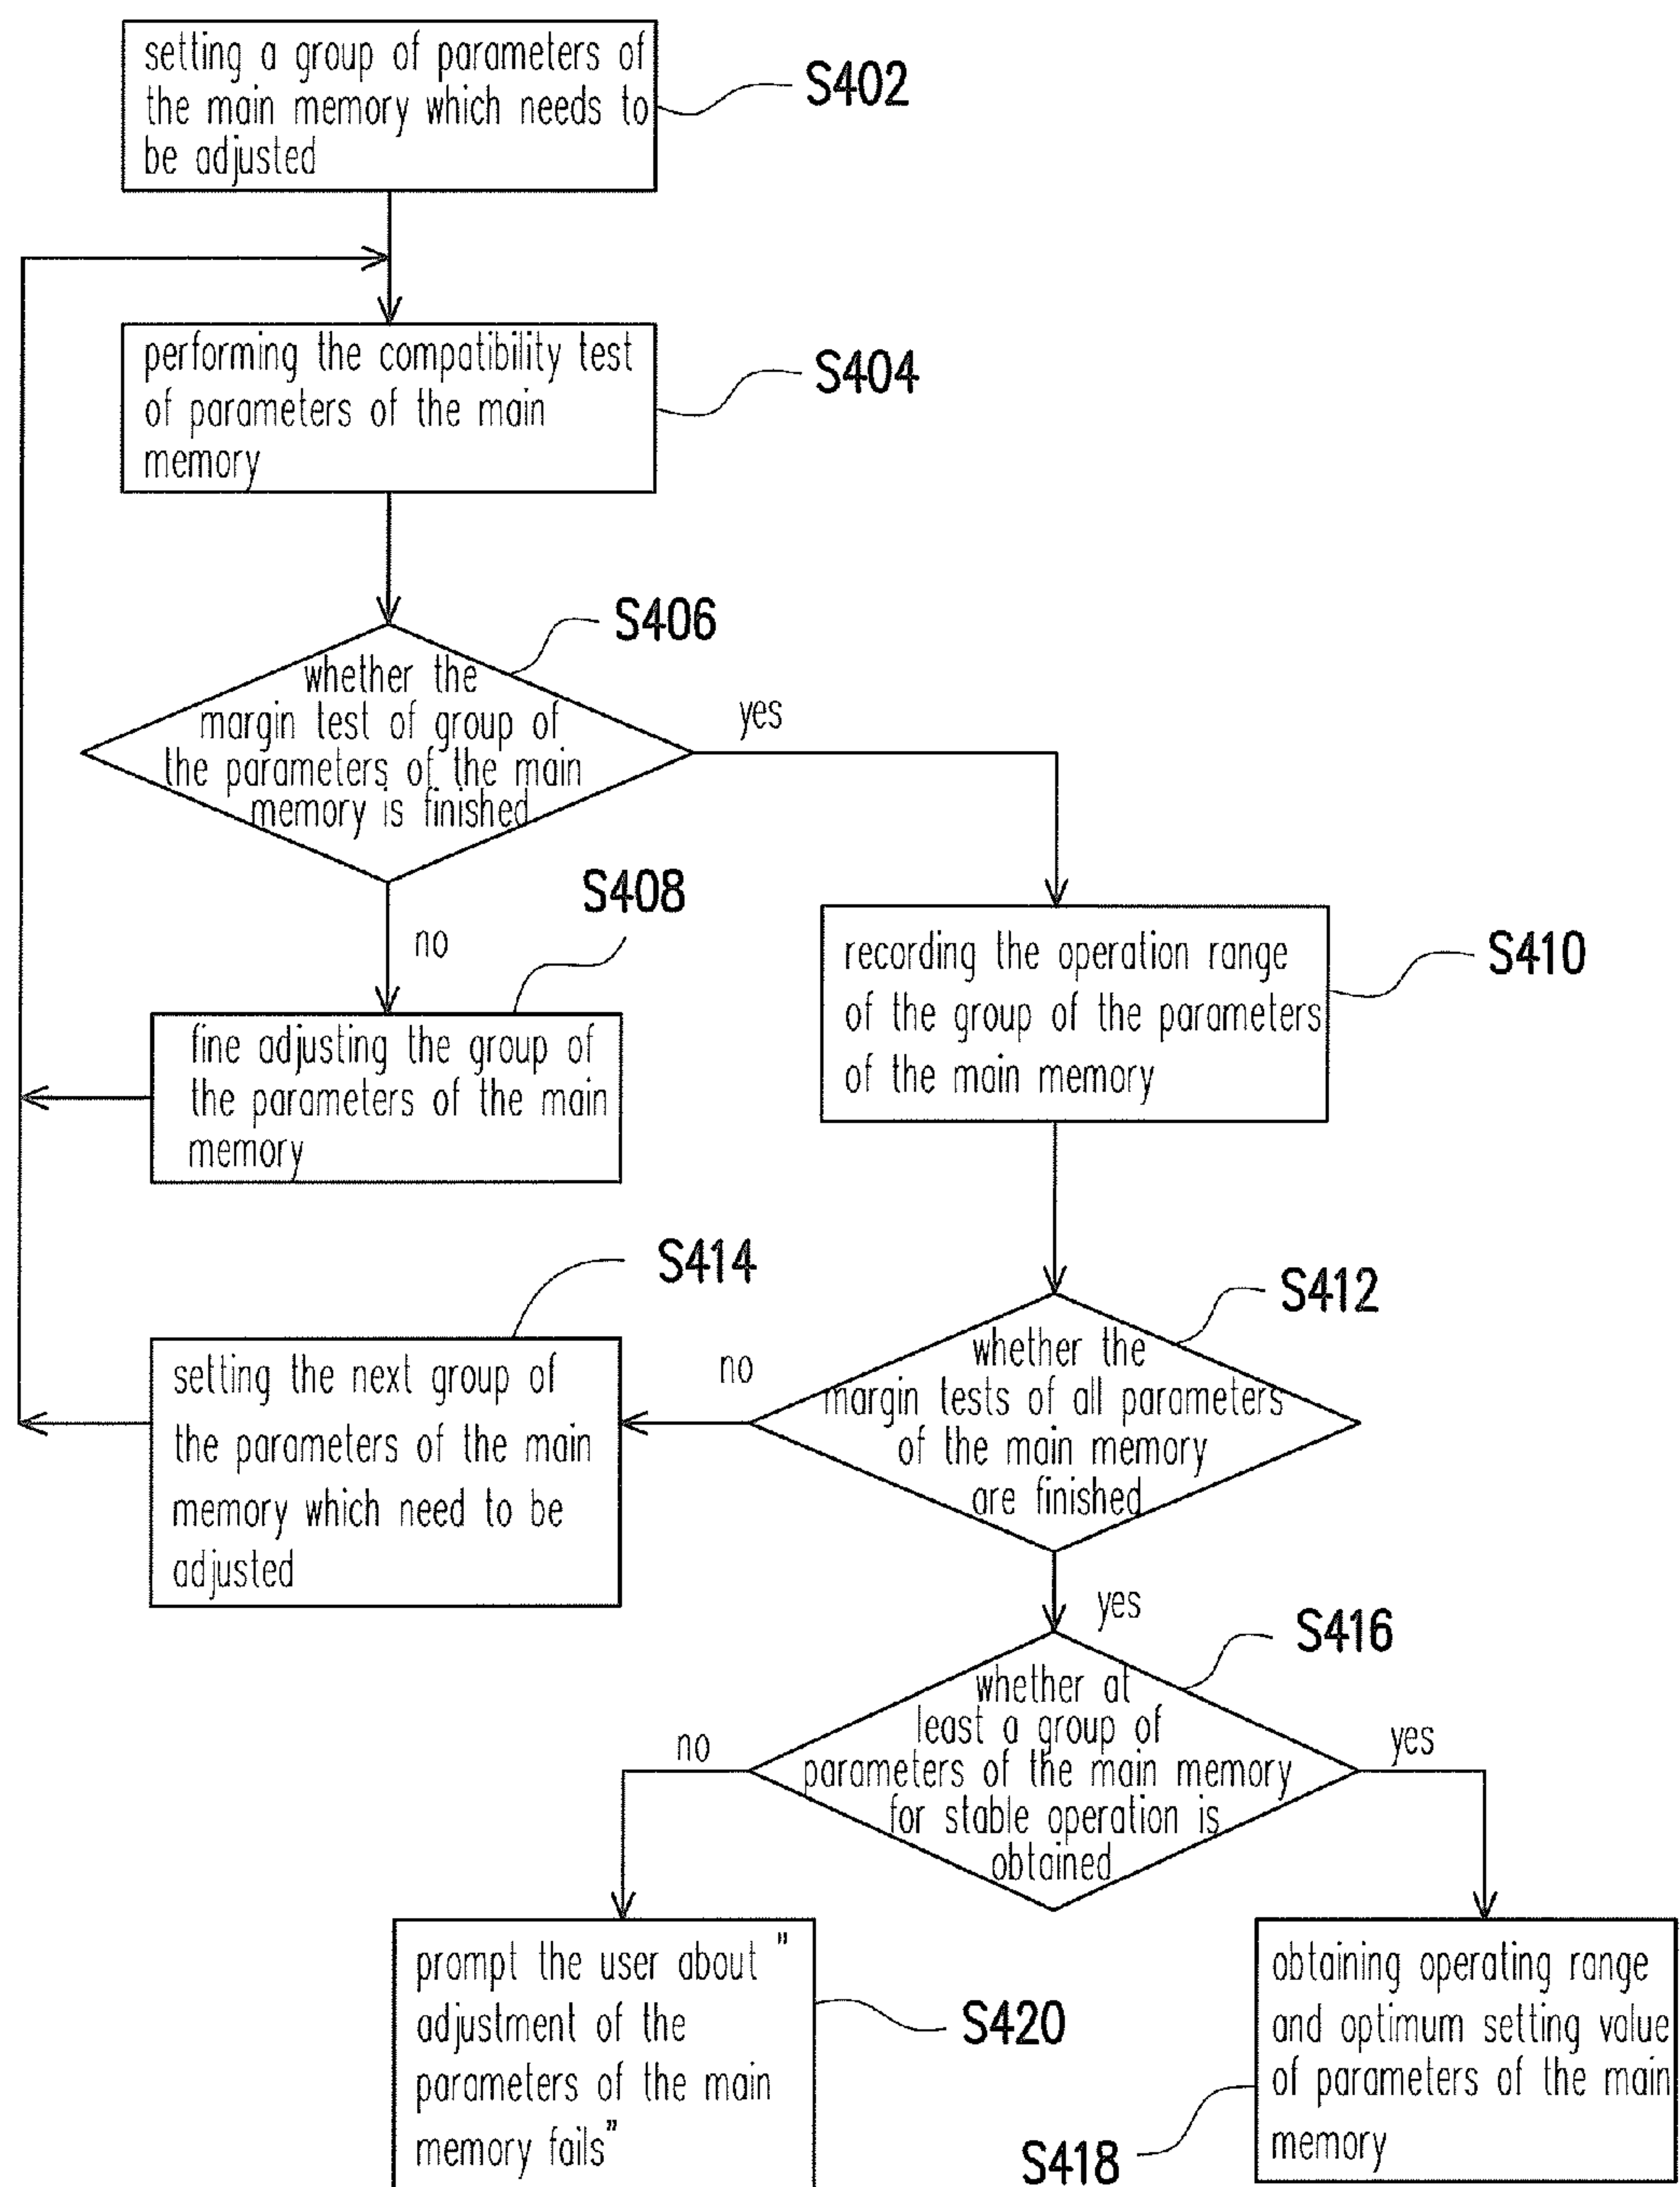 setting a group of parameters of
the main memory which needs to
be adjusted
S402
performing the compatibility test
of parameters of the main
memory
S404
S406
whether the
margin test of group of
the parameters of the main
memory is finished
yes
no
S408
fine adjusting the group of
the parameters of the main
memory
recording the operation range
of the group of the parameters
of the main memory
S410
S412
whether the
margin tests of all parameters
of the main memory
are finished
no
S414
setting the next group of
the parameters of the main
memory which need to be
adjusted
yes
S416
whether at
least a group of
parameters of the main memory
for stable operation is
obtained
no
yes
prompt the user about "
adjustment of the
parameters of the main
memory fails"
S420
obtaining operating range
and optimum setting value
of parameters of the main
memory
S418